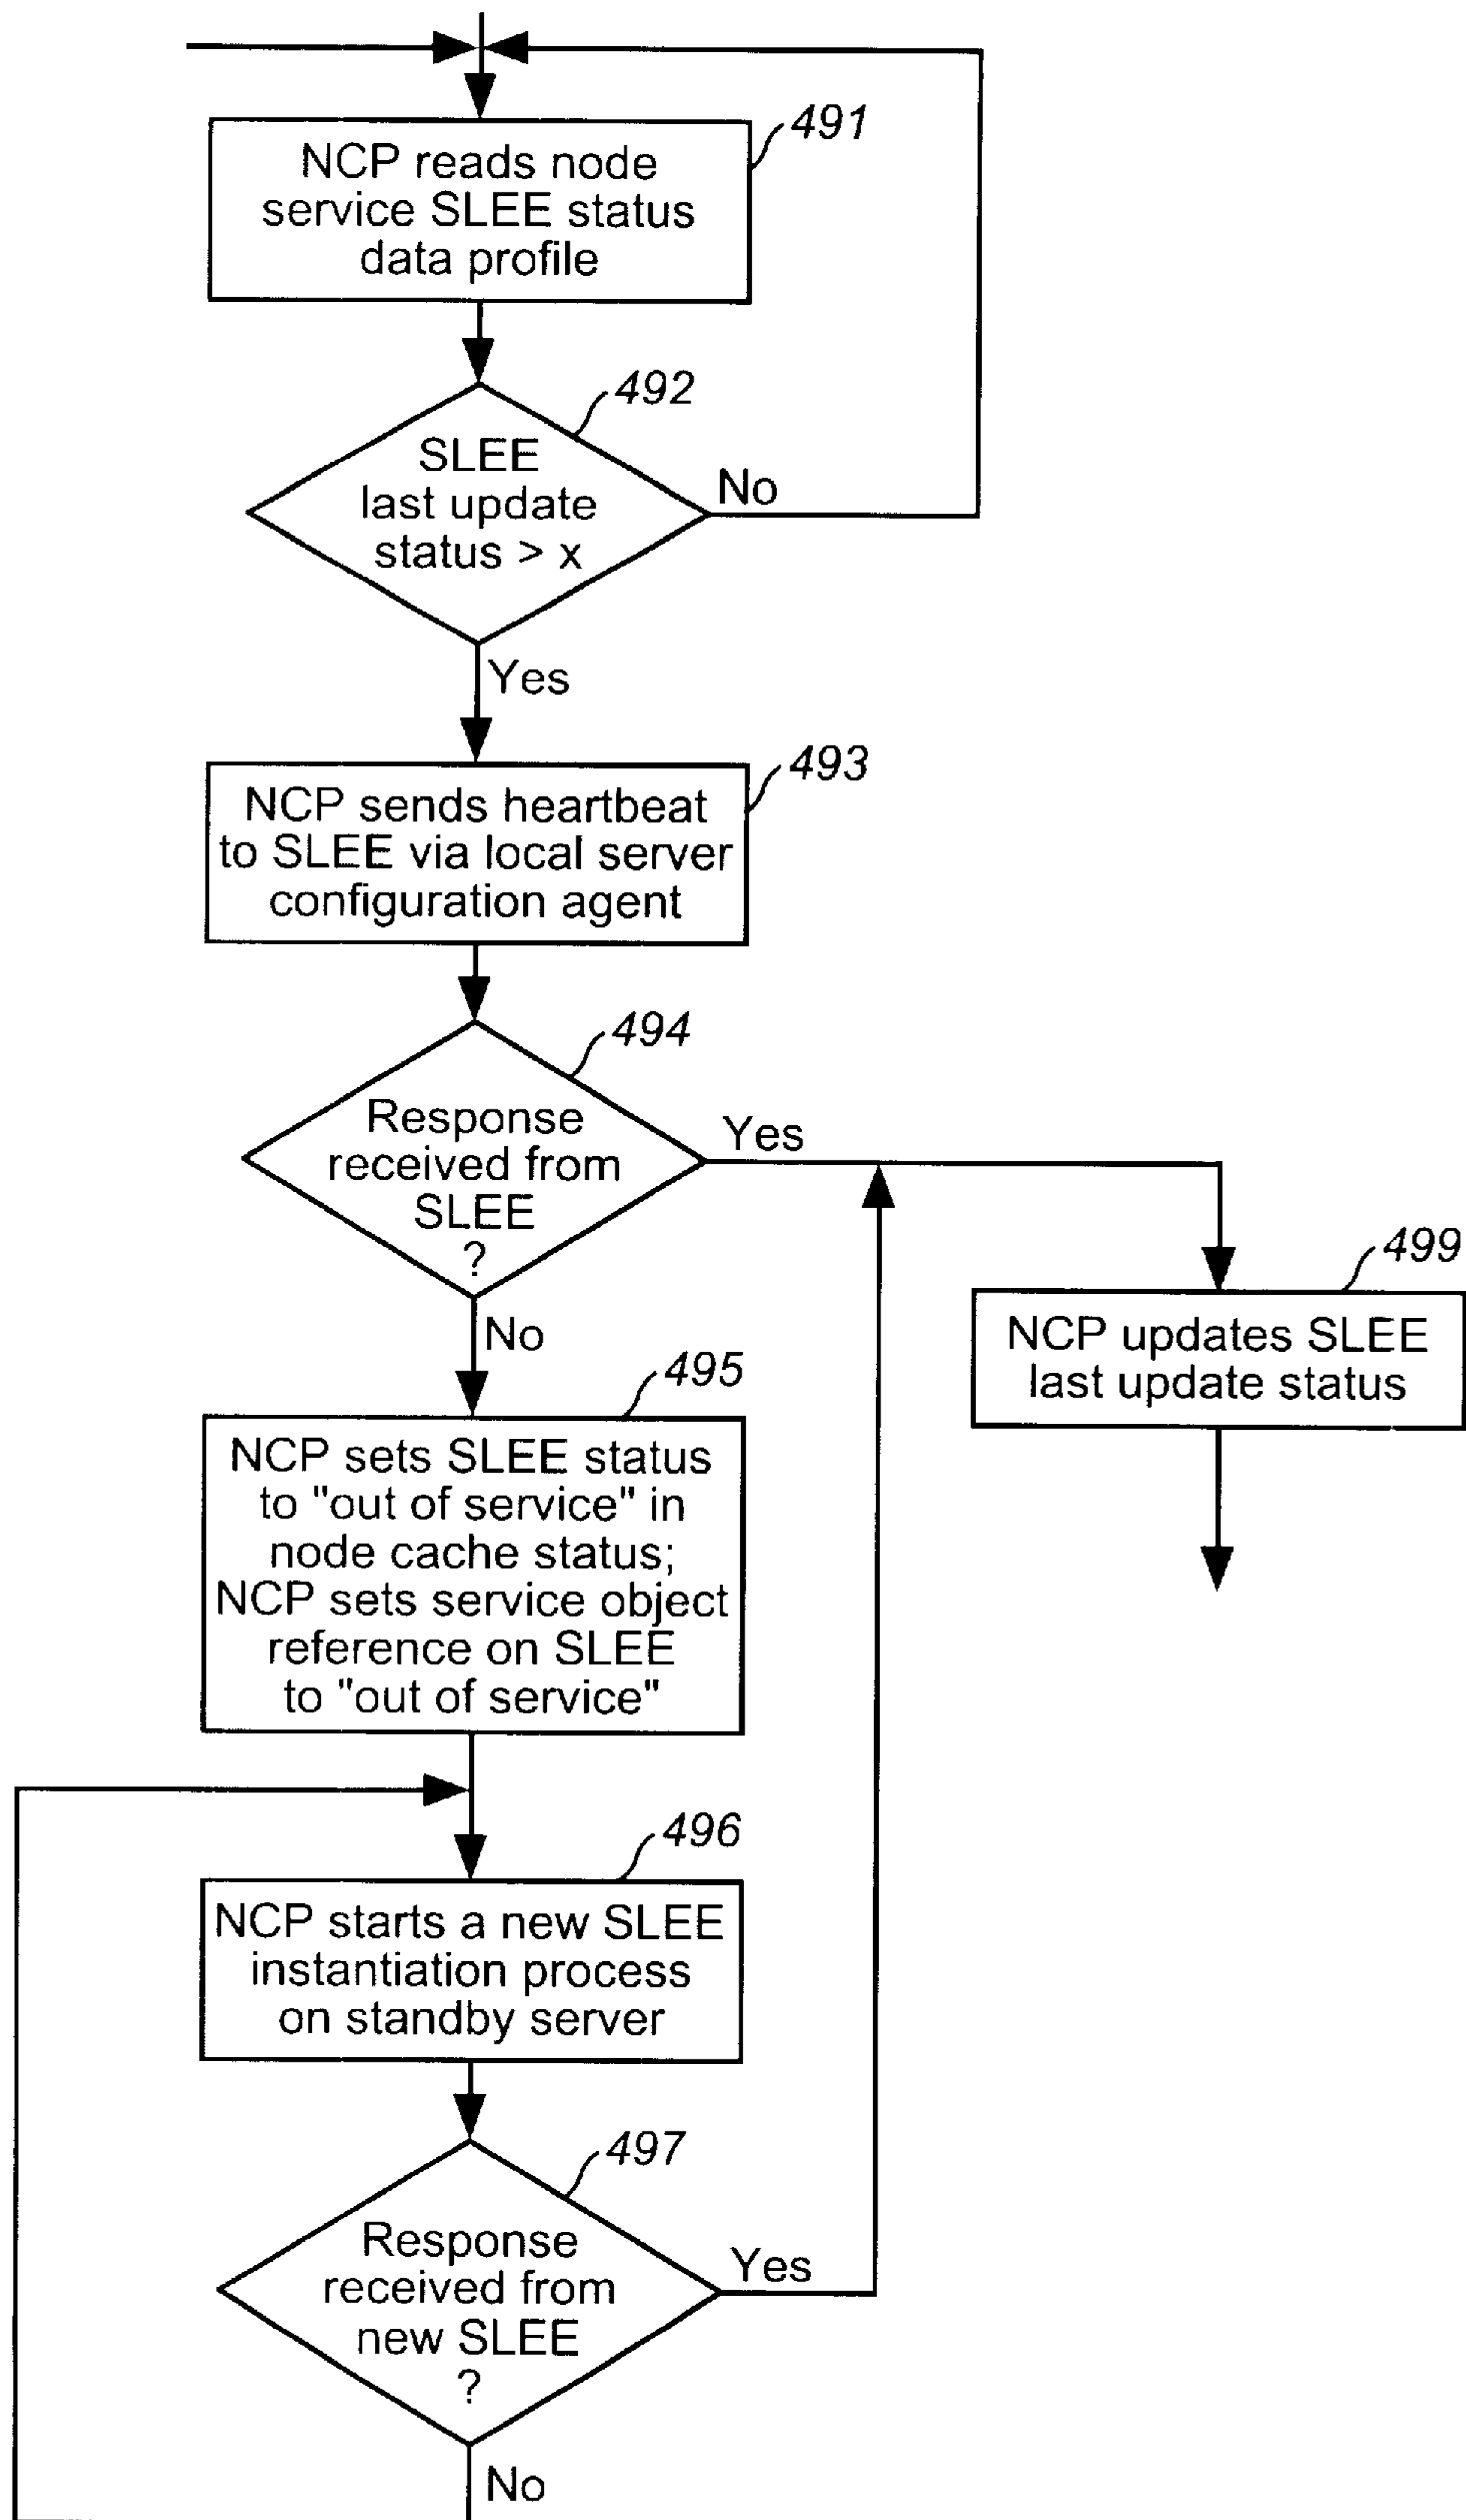 491
NCP reads node
service SLEE status
data profile
492
SLEE
last update
status > x
No
Yes
493
NCP sends heartbeat
to SLEE via local server
configuration agent
494
Response
received from
SLEE
?
Yes
No
499
NCP updates SLEE
last update status
495
NCP sets SLEE status
to "out of service" in
node cache status;
NCP sets service object
reference on SLEE
to "out of service"
496
NCP starts a new SLEE
instantiation process
on standby server
497
Response
received from
new SLEE
?
Yes
No